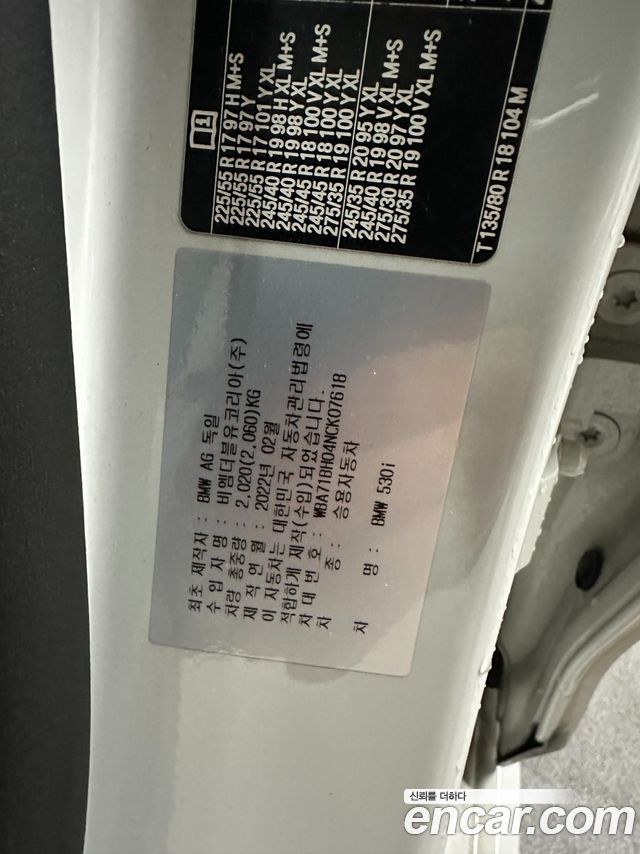 1
225/55 R 17 97 H M+S
225/55 R 17 97 Y
225/55 R 17 101 Y XL
245/40 R 19 98 H XL M+S
245/40 R 19 98 Y XL
245/45 R 18 100 V XL M+S
245/45 R 18 100 Y XL
275/35 R 19 100 Y XL
245/35 R 20 95 Y XL
245/40 R 19 98 V XL M+S
275/30 R 20 97 Y XL
275/35 R 19 100 V XL M+S
T 135/80 R 18 104 M
최초 제작자 : BMW AG 독일
수 입 자 명 : 비엠더블유코리아(주)
차량 총중량 : 2,020(2,060)KG
제 작 연 월 : 2022년 02월
이 자동차는 대한민국 자동차관리법령에
적합하게 제작(수입)되었습니다.
차 대 번 호 : WBA71BH04NCK07618
차 종 : 승용자동차
차 명 : BMW 530i
신뢰를 더하다
encar.com